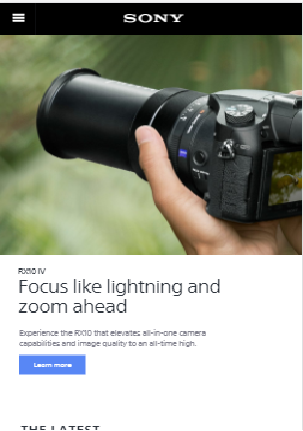 SONY
RX10 IV
Focus like lightning and
zoom ahead
Experience the RX10 that elevates all-in-one camera
capabilities and image quality to an all-time high.
Learn more
THE LATEST